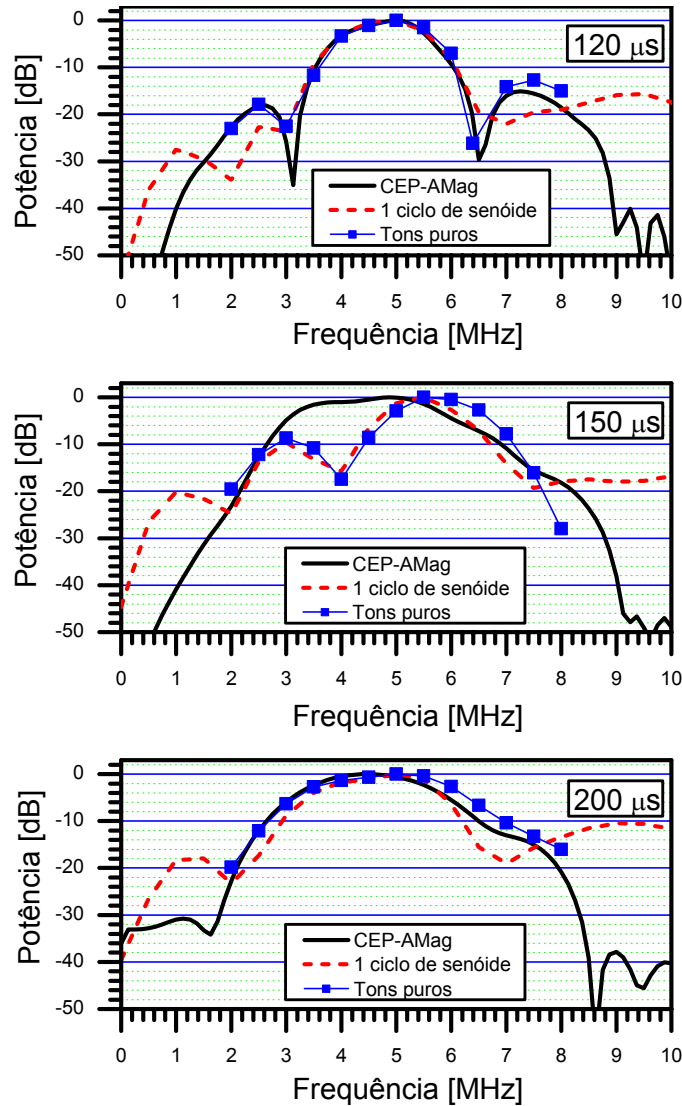 120 µs
Potência [dB]
0
-10
-20
-30
-40
-50
CEP-AMag
1 ciclo de senóide
Tons puros
0 1 2 3 4 5 6 7 8 9 10
Frequência [MHz]
150 µs
Potência [dB]
0
-10
-20
-30
-40
-50
CEP-AMag
1 ciclo de senóide
Tons puros
0 1 2 3 4 5 6 7 8 9 10
Frequência [MHz]
200 µs
Potência [dB]
0
-10
-20
-30
-40
-50
CEP-AMag
1 ciclo de senóide
Tons puros
0 1 2 3 4 5 6 7 8 9 10
Frequência [MHz]